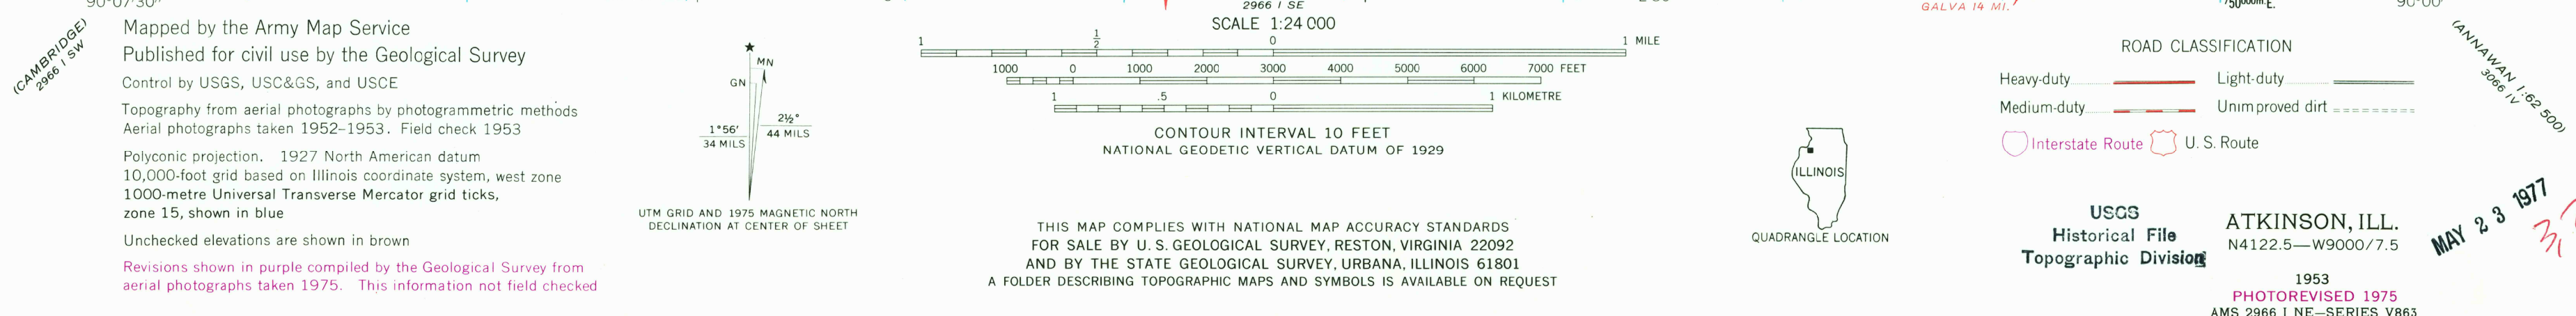 90°07'30"
(CAMBRIDGE)
2966 I SW
Mapped by the Army Map Service
Published for civil use by the Geological Survey
Control by USGS, USC&GS, and USCE
Topography from aerial photographs by photogrammetric methods
Aerial photographs taken 1952–1953. Field check 1953
Polyconic projection. 1927 North American datum
10,000-foot grid based on Illinois coordinate system, west zone
1000-metre Universal Transverse Mercator grid ticks,
zone 15, shown in blue
Unchecked elevations are shown in brown
Revisions shown in purple compiled by the Geological Survey from
aerial photographs taken 1975. This information not field checked
★
MN
GN
1°56'
34 MILS
2½°
44 MILS
UTM GRID AND 1975 MAGNETIC NORTH
DECLINATION AT CENTER OF SHEET
2966 I SE
SCALE 1:24 000
1 ½ 0 1 MILE
1000 0 1000 2000 3000 4000 5000 6000 7000 FEET
1 .5 0 1 KILOMETRE
CONTOUR INTERVAL 10 FEET
NATIONAL GEODETIC VERTICAL DATUM OF 1929
THIS MAP COMPLIES WITH NATIONAL MAP ACCURACY STANDARDS
FOR SALE BY U. S. GEOLOGICAL SURVEY, RESTON, VIRGINIA 22092
AND BY THE STATE GEOLOGICAL SURVEY, URBANA, ILLINOIS 61801
A FOLDER DESCRIBING TOPOGRAPHIC MAPS AND SYMBOLS IS AVAILABLE ON REQUEST
ILLINOIS
QUADRANGLE LOCATION
GALVA 14 MI.
50000m.E.
90°00'
ROAD CLASSIFICATION
Heavy-duty Light-duty
Medium-duty Unimproved dirt
Interstate Route U. S. Route
(ANNAWAN 1:62 500)
3066 IV
USGS
Historical File
Topographic Division
ATKINSON, ILL.
N4122.5—W9000/7.5
1953
PHOTOREVISED 1975
AMS 2966 I NE—SERIES V863
MAY 23 1977